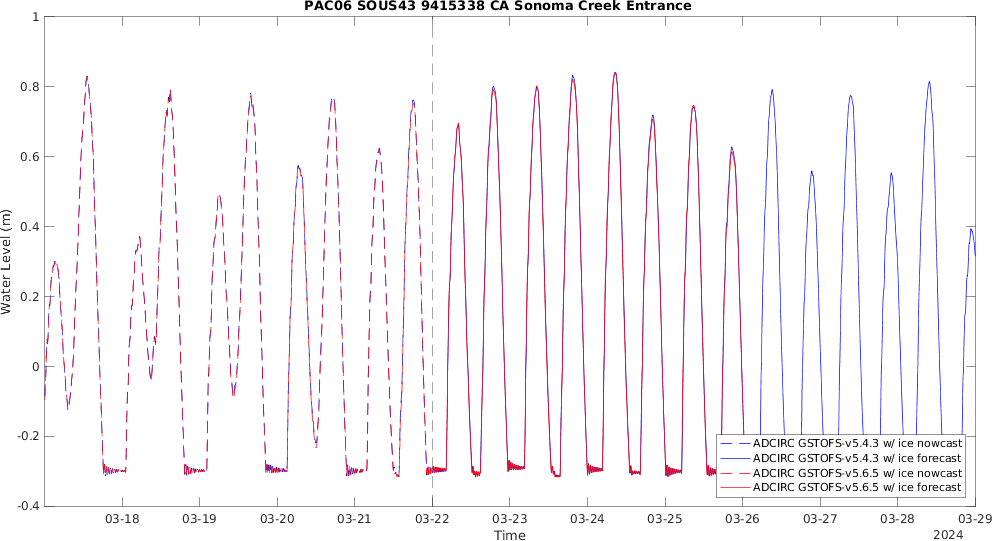 PAC06 SOUS43 9415338 CA Sonoma Creek Entrance
Water Level (m)
1
0.8
0.6
0.4
0.2
0
-0.2
-0.4
ADCIRC GSTOFS-v5.4.3 w/ ice nowcast
ADCIRC GSTOFS-v5.4.3 w/ ice forecast
ADCIRC GSTOFS-v5.6.5 w/ ice nowcast
ADCIRC GSTOFS-v5.6.5 w/ ice forecast
03-18 03-19 03-20 03-21 03-22 03-23 03-24 03-25 03-26 03-27 03-28 03-29
Time
2024